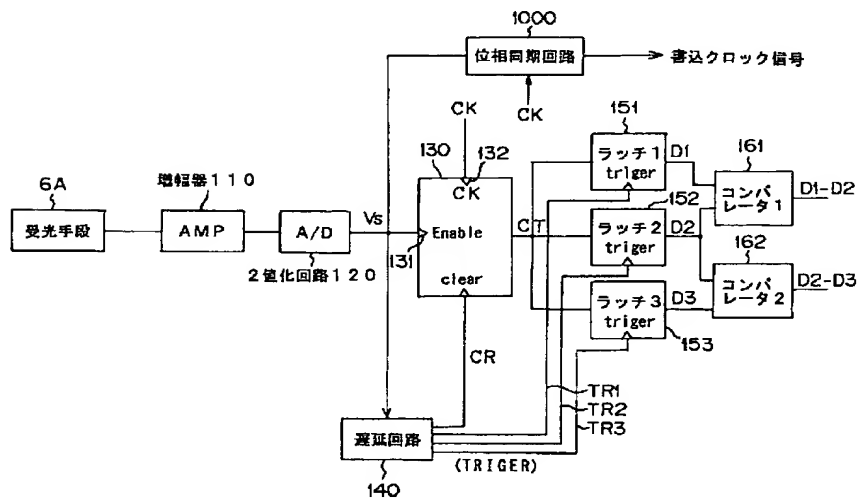 1000
位相同期回路
書込クロック信号
CK
CK
151
ラッチ1
triger
D1
161
コンパ
レータ1
D1-D2
130
132
CK
6A
増幅器110
152
受光手段
AMP
A/D
Vs
Enable
131
CT
ラッチ2
triger
D2
162
コンパ
レータ2
D2-D3
2値化回路120
clear
ラッチ3
triger
D3
153
CR
TR1
TR2
TR3
遅延回路
(TRIGER)
140